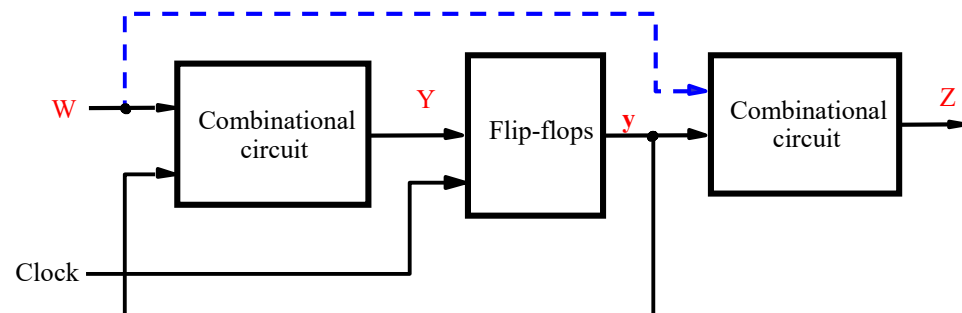 W
Combinational
circuit
Y
Flip-flops
y
Combinational
circuit
Z
Clock